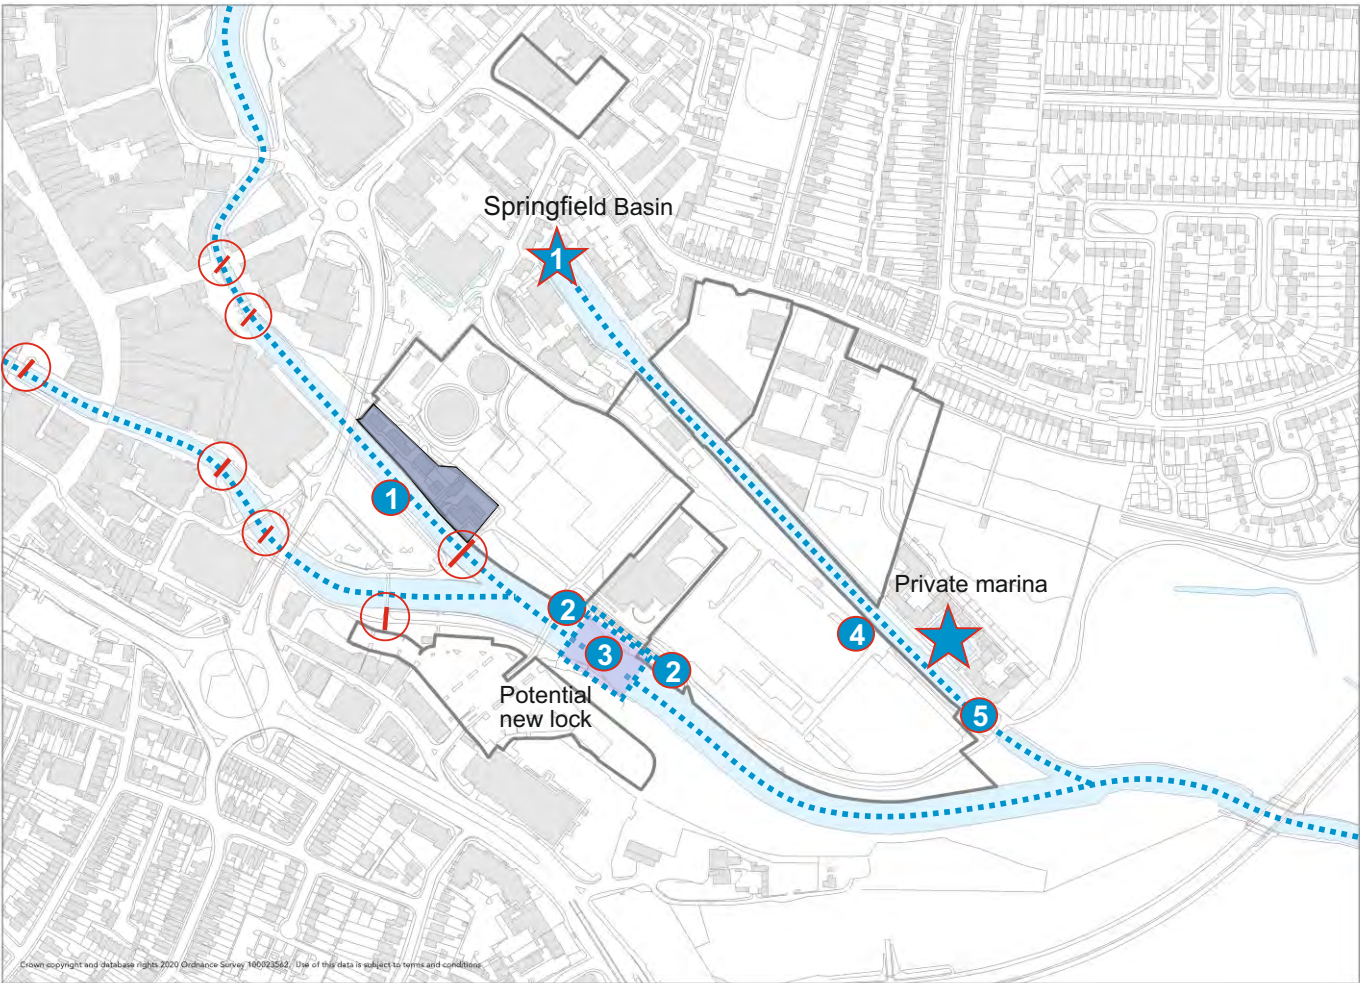 Springfield Basin
1
1
Private marina
2
3
4
2
Potential
new lock
5
Crown copyright and database rights 2020 Ordnance Survey 100023562. Use of this data is subject to terms and conditions